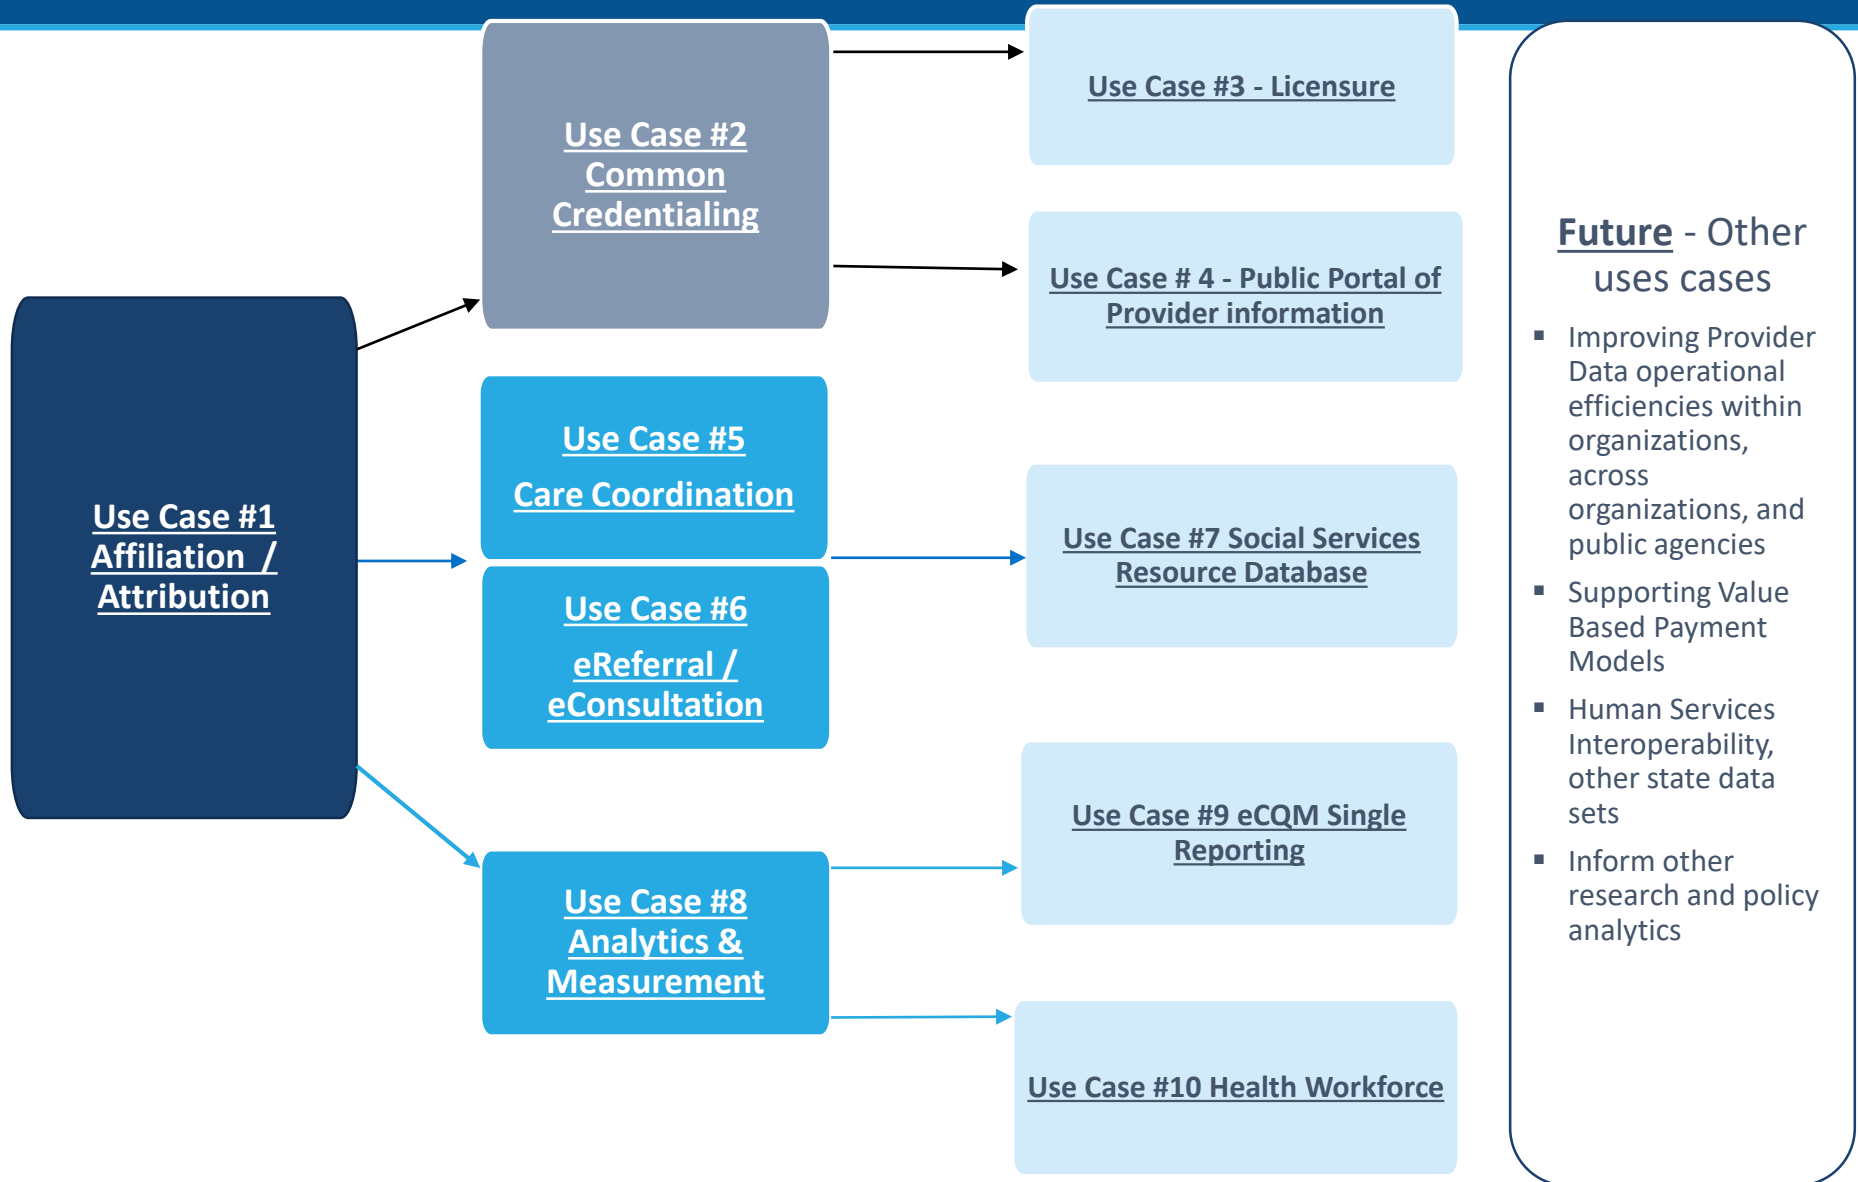 Use Case #1
Affiliation /
Attribution
Use Case #2
Common
Credentialing
Use Case #3 - Licensure
Use Case # 4 - Public Portal of
Provider information
Use Case #5
Care Coordination
Use Case #6
eReferral /
eConsultation
Use Case #7 Social Services
Resource Database
Use Case #8
Analytics &
Measurement
Use Case #9 eCQM Single
Reporting
Use Case #10 Health Workforce
Future - Other
uses cases
▪ Improving Provider
Data operational
efficiencies within
organizations,
across
organizations, and
public agencies
▪ Supporting Value
Based Payment
Models
▪ Human Services
Interoperability,
other state data
sets
▪ Inform other
research and policy
analytics